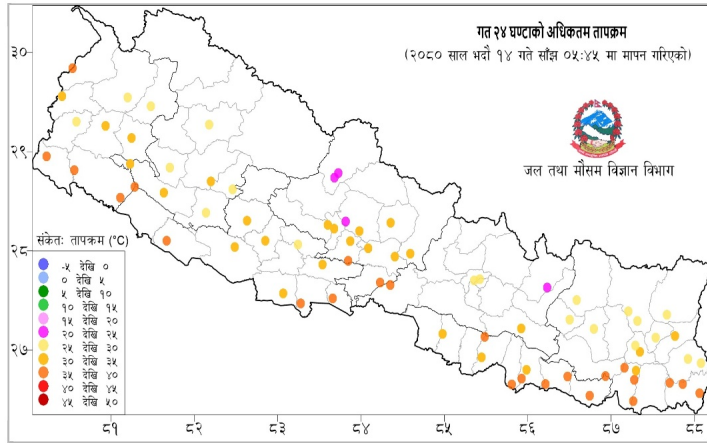 गत २४ घण्टाको अधिकतम तापक्रम
(२०८० साल भदौ १४ गते साँझ ०५:४५ मा मापन गरिएको)
जल तथा मौसम विज्ञान विभाग
३०
२९
२८
२७
संकेतः तापक्रम (°C)
-५ देखि ०
० देखि ५
५ देखि १०
१० देखि १५
१५ देखि २०
२० देखि २५
२५ देखि ३०
३० देखि ३५
३५ देखि ४०
४० देखि ४५
४५ देखि ५०
८१ ८२ ८३ ८४ ८५ ८६ ८७ ८८